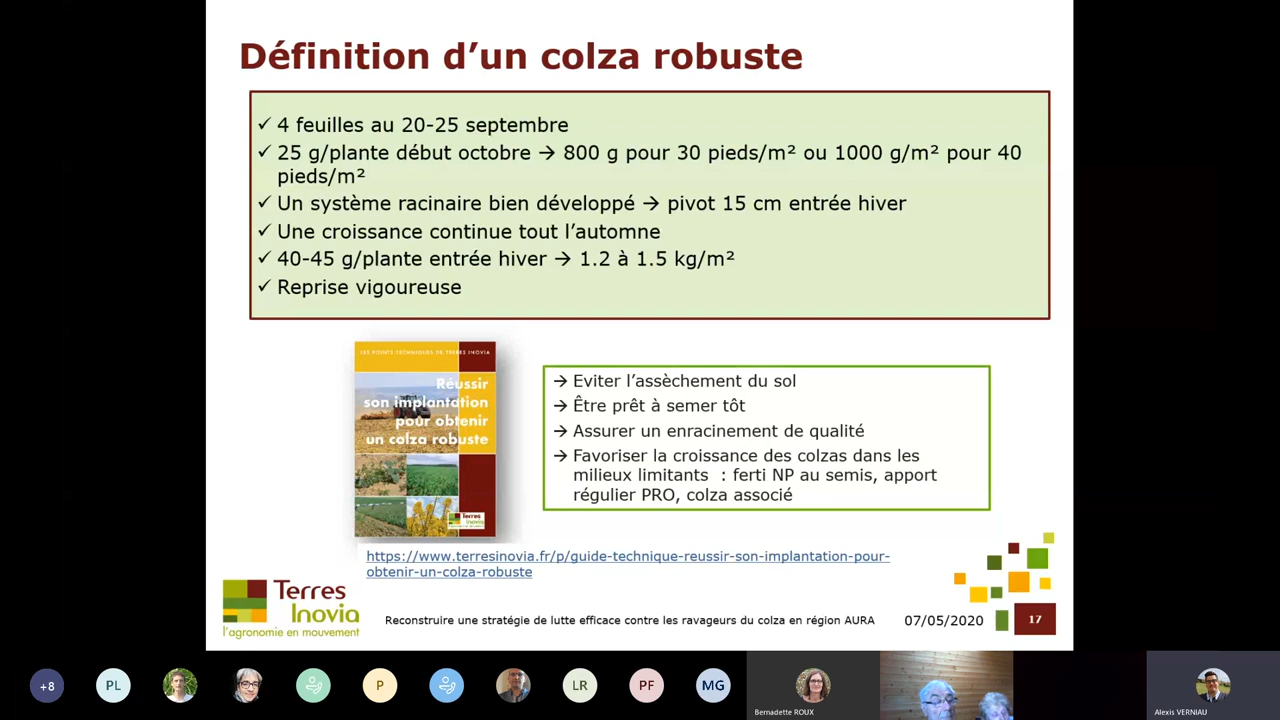 Définition d’un colza robuste
✓ 4 feuilles au 20-25 septembre
✓ 25 g/plante début octobre → 800 g pour 30 pieds/m² ou 1000 g/m² pour 40
pieds/m²
✓ Un système racinaire bien développé → pivot 15 cm entrée hiver
✓ Une croissance continue tout l’automne
✓ 40-45 g/plante entrée hiver → 1.2 à 1.5 kg/m²
✓ Reprise vigoureuse
LES POINTS TECHNIQUES DE TERRES INOVIA
Réussir
son implantation
pour obtenir
un colza robuste
Terres
Inovia
→ Eviter l’assèchement du sol
→ Être prêt à semer tôt
→ Assurer un enracinement de qualité
→ Favoriser la croissance des colzas dans les
milieux limitants  : ferti NP au semis, apport
régulier PRO, colza associé
https://www.terresinovia.fr/p/guide-technique-reussir-son-implantation-pour-
obtenir-un-colza-robuste
Terres
Inovia
l’agronomie en mouvement
Reconstruire une stratégie de lutte efficace contre les ravageurs du colza en région AURA
07/05/2020
17
+8
PL
P
LR
PF
MG
Bernadette ROUX
Alexis VERNIAU